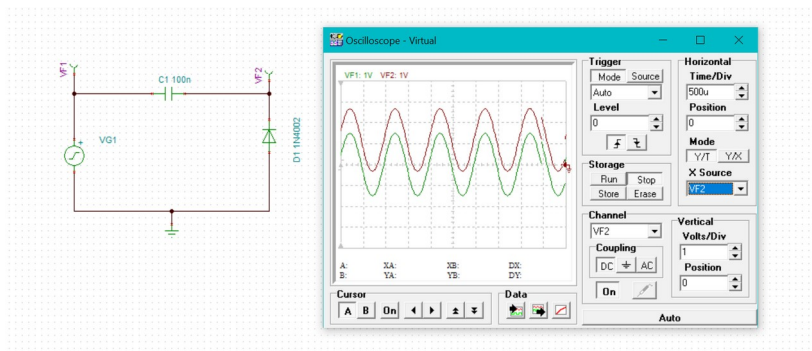 VF1
C1 100n
VF2
VG1
+
D1 1N4002
Oscilloscope - Virtual
VF1: 1V VF2: 1V
A: XA: XB: DX:
B: YA: YB: DY:
Cursor
A B On
Data
Trigger
Mode Source
Auto
Level
0
Storage
Run Stop
Store Erase
Channel
VF2
Coupling
DC AC
On
Horizontal
Time/Div
500u
Position
0
Mode
Y/T Y/X
X Source
VF2
Vertical
Volts/Div
1
Position
0
Auto